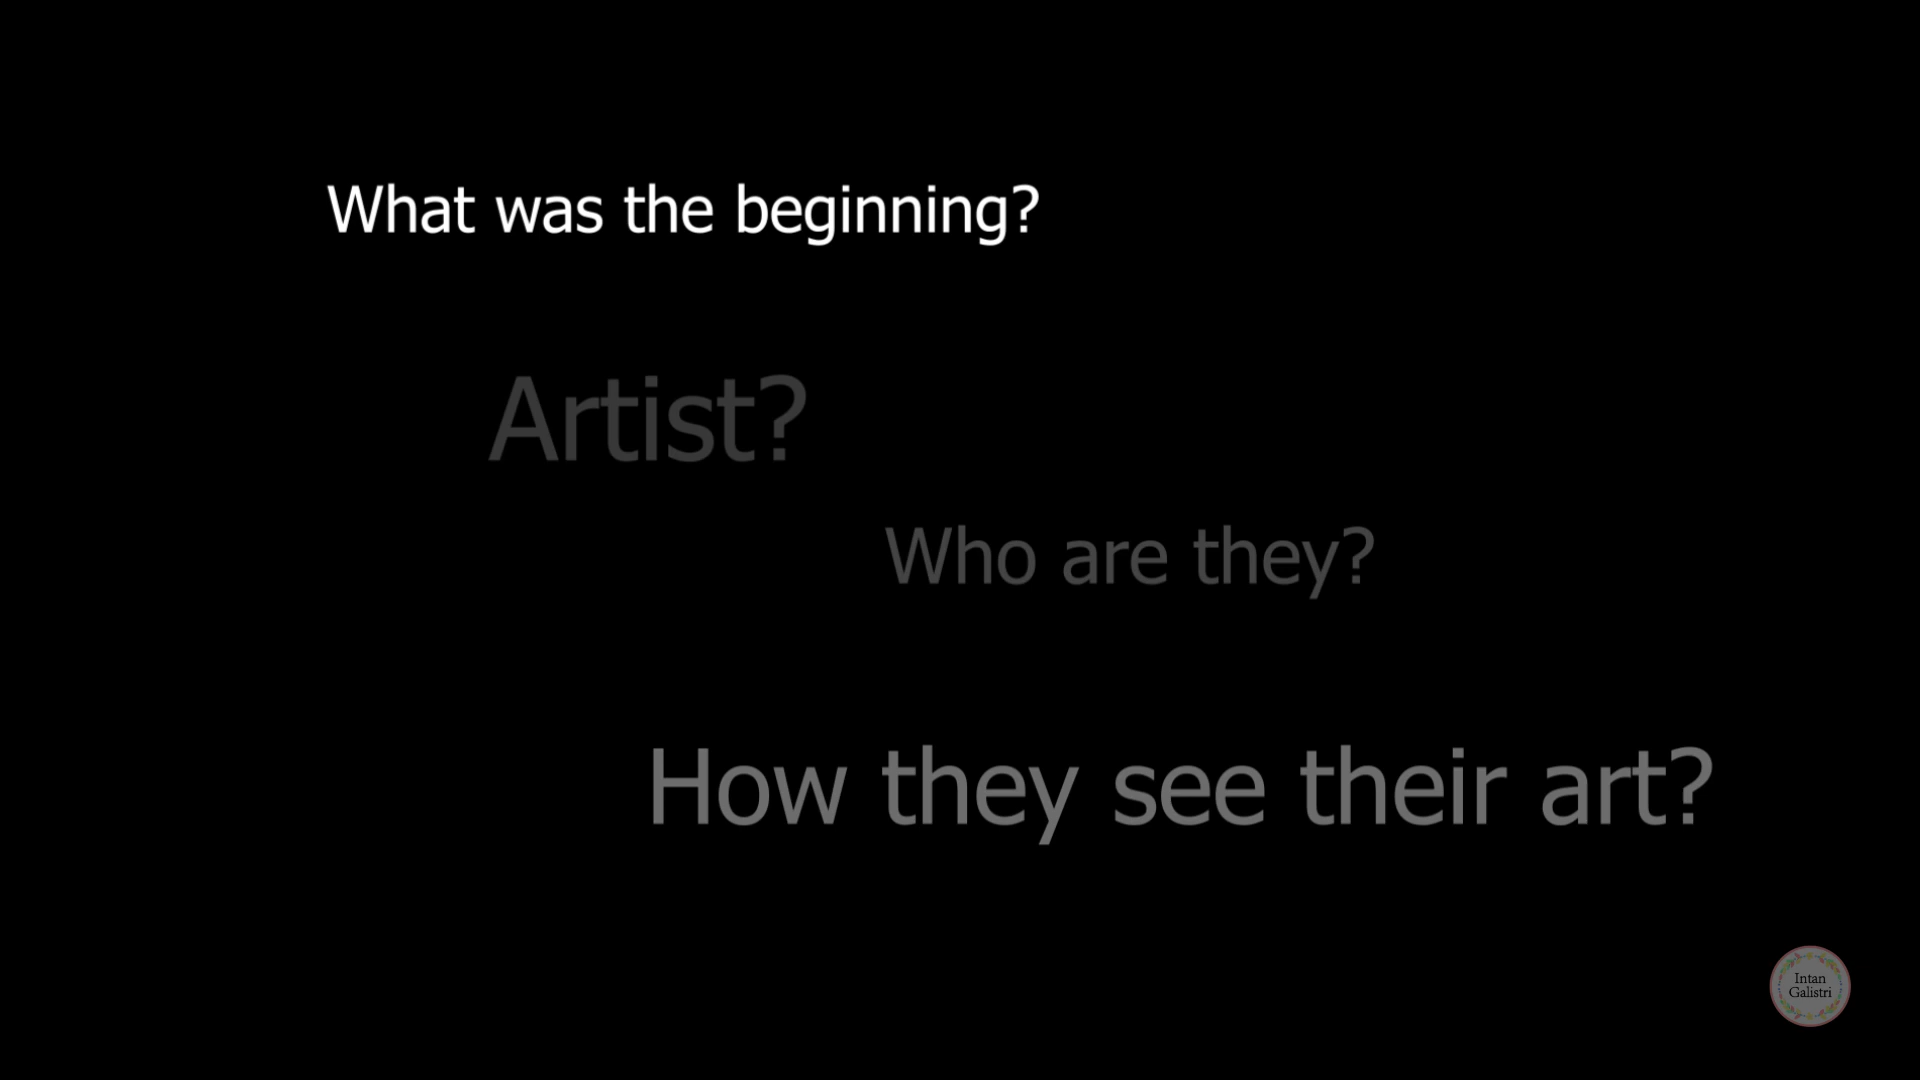 What was the beginning?
Artist?
Who are they?
How they see their art?
Intan
Galistri